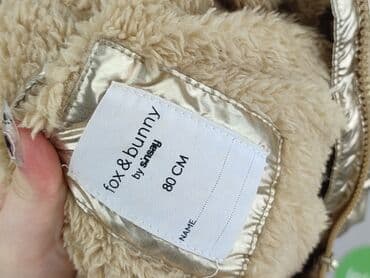 fox & bunny
by sinsay
80 CM
NAME